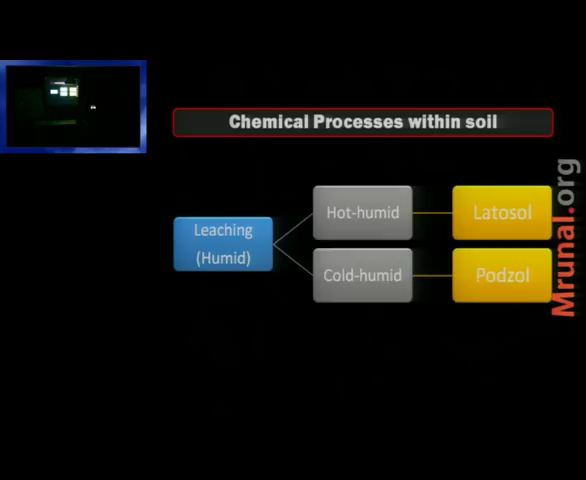 Chemical Processes within soil
Leaching
(Humid)
Hot-humid
Latosol
Cold-humid
Podzol
Mrunal.org